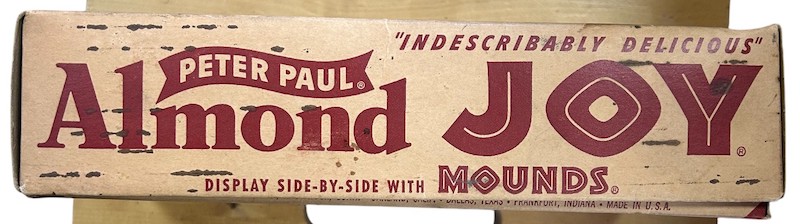 "INDESCRIBABLY DELICIOUS"
PETER PAUL®
Almond JOY®
DISPLAY SIDE-BY-SIDE WITH MOUNDS®
DALLAS, TEXAS • FRANKFORT, INDIANA • MADE IN U.S.A.